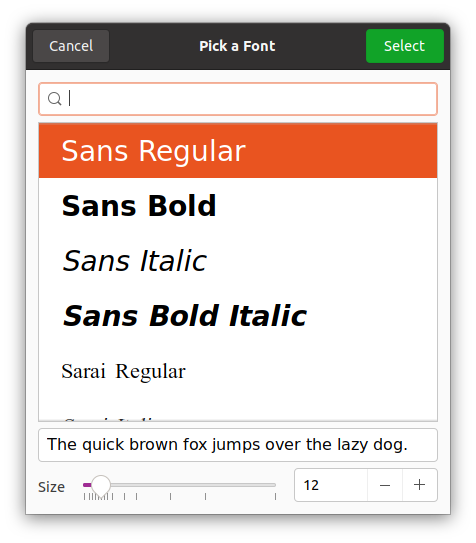 Cancel Pick a Font Select
Sans Regular
Sans Bold
Sans Italic
Sans Bold Italic
Sarai Regular
The quick brown fox jumps over the lazy dog.
Size 12